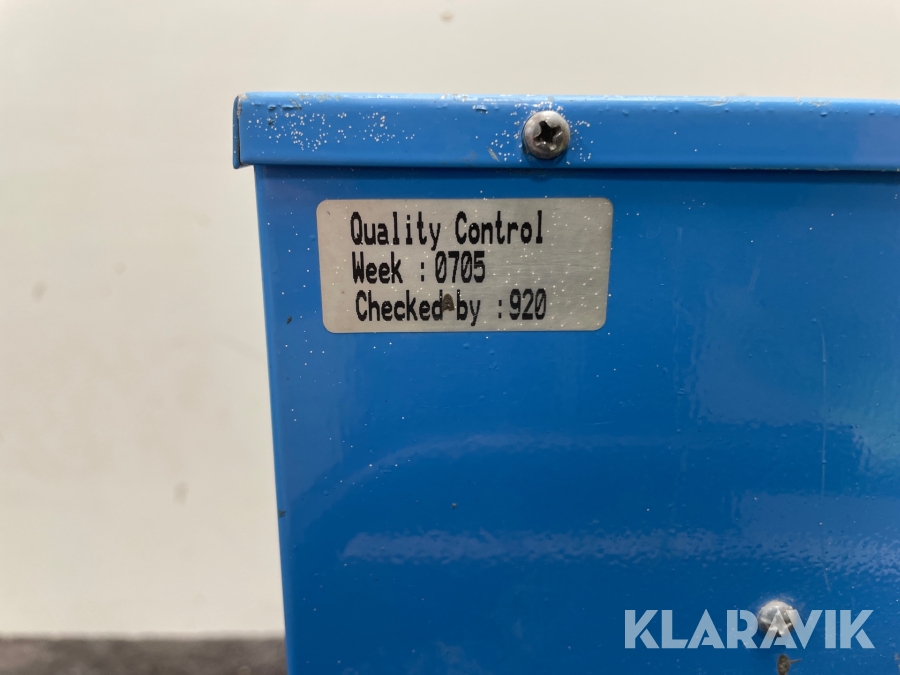 Quality Control
Week : 0705
Checked by : 920
KLARAVIK